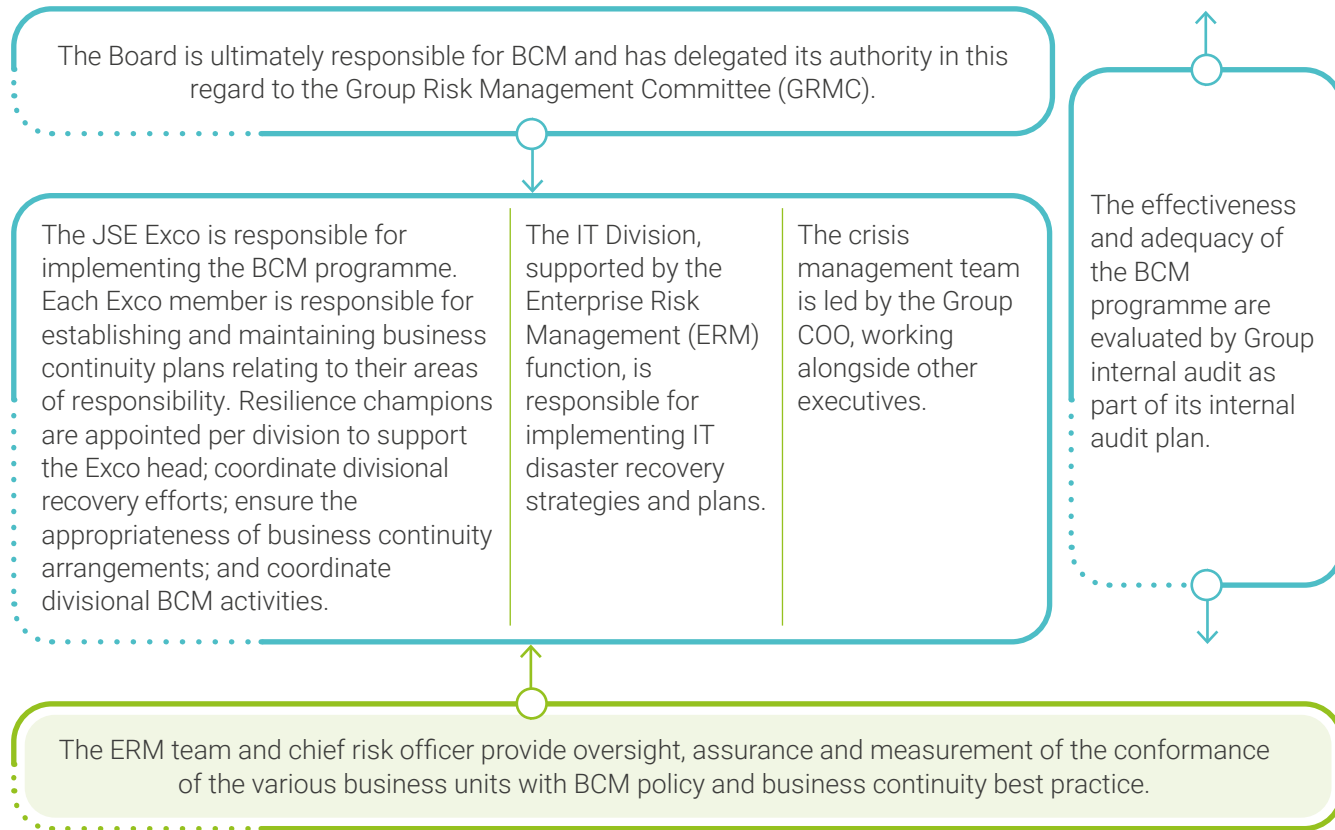 The Board is ultimately responsible for BCM and has delegated its authority in this
regard to the Group Risk Management Committee (GRMC).
The JSE Exco is responsible for
implementing the BCM programme.
Each Exco member is responsible for
establishing and maintaining business
continuity plans relating to their areas
of responsibility. Resilience champions
are appointed per division to support
the Exco head; coordinate divisional
recovery efforts; ensure the
appropriateness of business continuity
arrangements; and coordinate
divisional BCM activities.
The IT Division,
supported by the
Enterprise Risk
Management (ERM)
function, is
responsible for
implementing IT
disaster recovery
strategies and plans.
The crisis
management team
is led by the Group
COO, working
alongside other
executives.
The effectiveness
and adequacy of
the BCM
programme are
evaluated by Group
internal audit as
part of its internal
audit plan.
The ERM team and chief risk officer provide oversight, assurance and measurement of the conformance
of the various business units with BCM policy and business continuity best practice.